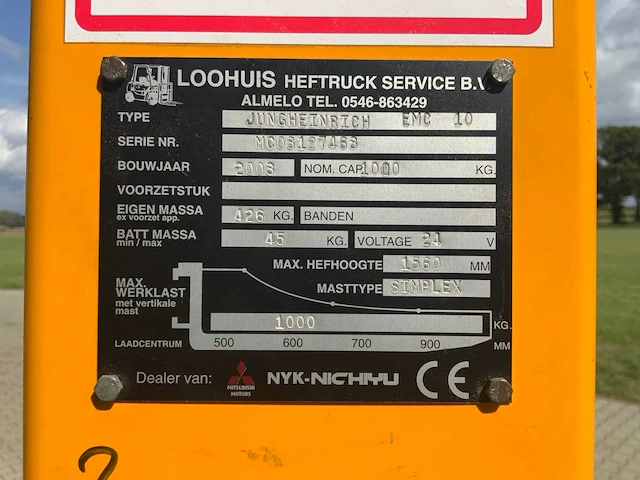 LOOHUIS HEFTRUCK SERVICE B.V.
ALMELO TEL. 0546-863429
TYPE JUNGHEINRICH EMC 10
SERIE NR.
BOUWJAAR 2003 NOM. CAP. 1000 KG.
VOORZETSTUK
EIGEN MASSA ex voorzet app. 426 KG. BANDEN
BATT MASSA min / max 45 KG. VOLTAGE 24 V
MAX. HEFHOOGTE 1560 MM
MAX. WERKLAST met vertikale mast
MASTTYPE SIMPLEX
1000 KG.
LAADCENTRUM 500 600 700 900 MM
Dealer van: MITSUBISHI MOTORS NYK-NICHIYU CE
2